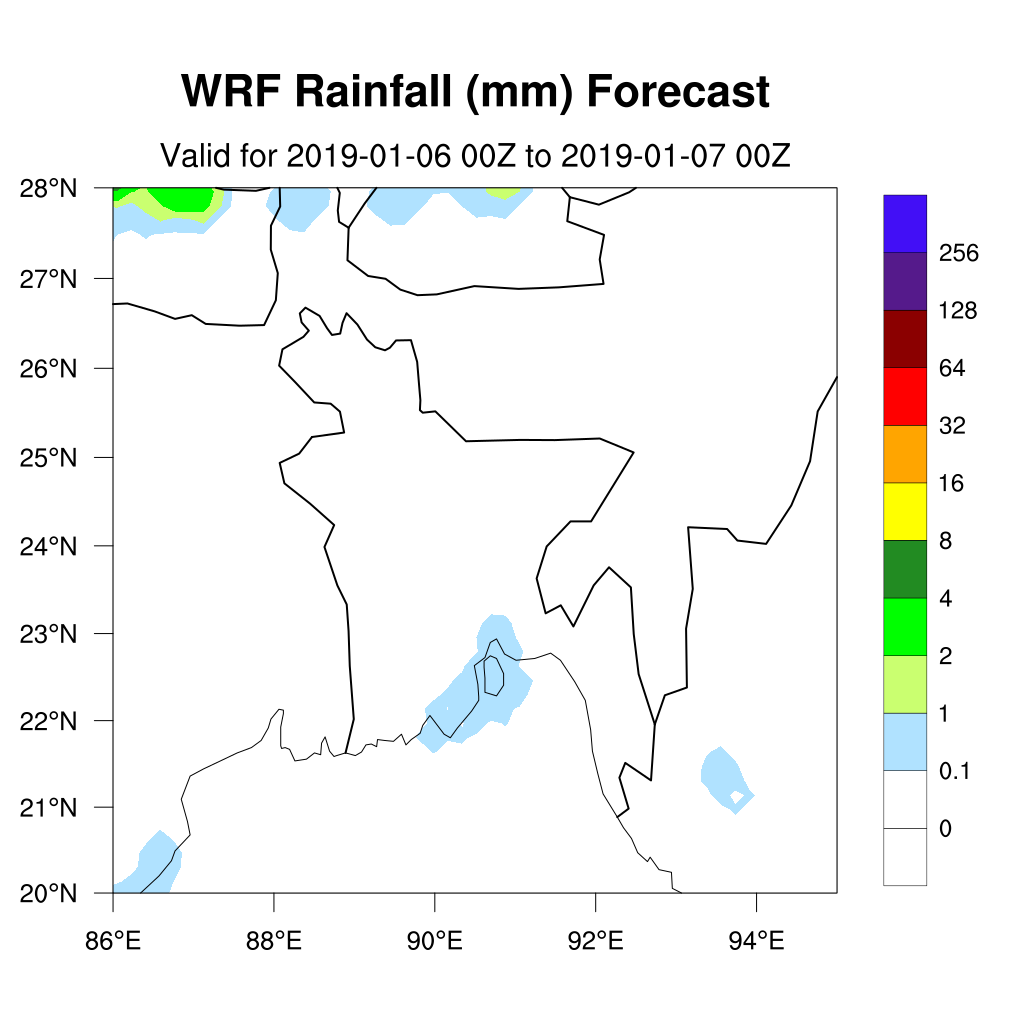 WRF Rainfall (mm) Forecast
Valid for 2019-01-06 00Z to 2019-01-07 00Z
28°N
27°N
26°N
25°N
24°N
23°N
22°N
21°N
20°N
86°E 88°E 90°E 92°E 94°E
256
128
64
32
16
8
4
2
1
0.1
0